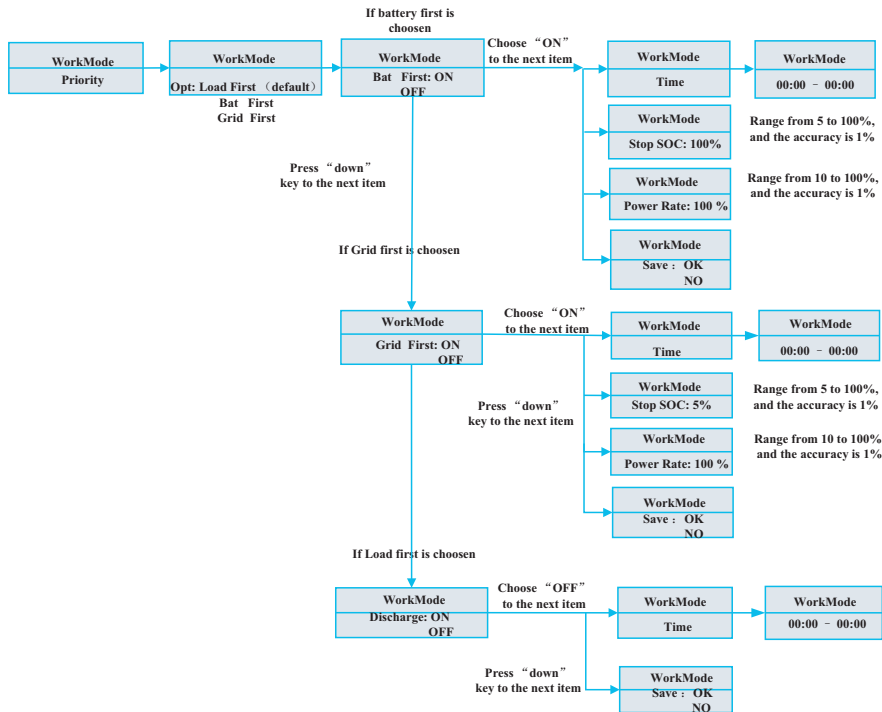 If battery first is
choosen
WorkMode
Priority
WorkMode
Opt: Load First （default）
Bat First
Grid First
WorkMode
Bat First: ON
OFF
Choose “ON”
to the next item
WorkMode
Time
WorkMode
00:00 – 00:00
WorkMode
Stop SOC: 100%
Range from 5 to 100%,
and the accuracy is 1%
Press “down”
key to the next item
WorkMode
Power Rate: 100 %
Range from 10 to 100%,
and the accuracy is 1%
WorkMode
Save： OK
NO
If Grid first is choosen
WorkMode
Grid First: ON
OFF
Choose “ON”
to the next item
WorkMode
Time
WorkMode
00:00 – 00:00
WorkMode
Stop SOC: 5%
Range from 5 to 100%,
and the accuracy is 1%
Press “down”
key to the next item
WorkMode
Power Rate: 100 %
Range from 10 to 100%
and the accuracy is 1%
WorkMode
Save： OK
NO
If Load first is choosen
WorkMode
Discharge: ON
OFF
Choose “OFF”
to the next item
WorkMode
Time
WorkMode
00:00 – 00:00
Press “down”
key to the next item
WorkMode
Save： OK
NO